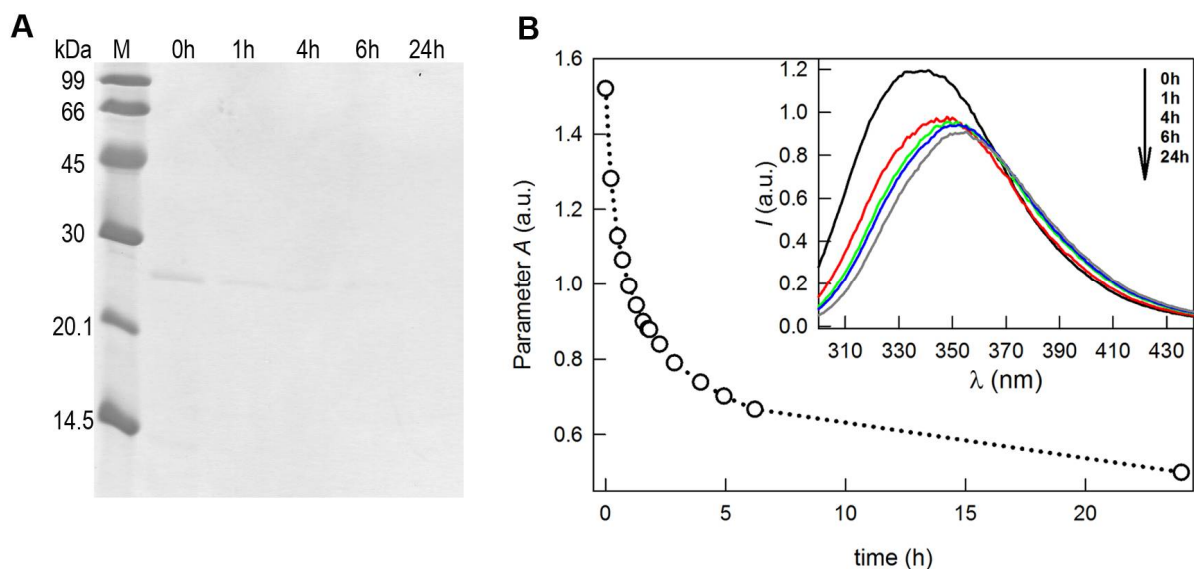 A
kDa M 0h 1h 4h 6h 24h
99
66
45
30
20.1
14.5
B
Parameter A (a.u.)
1.6
1.4
1.2
1.0
0.8
0.6
0 5 10 15 20
time (h)
I (a.u.)
1.2
1.0
0.8
0.6
0.4
0.2
0.0
310 330 350 370 390 410 430
λ (nm)
0h
1h
4h
6h
24h